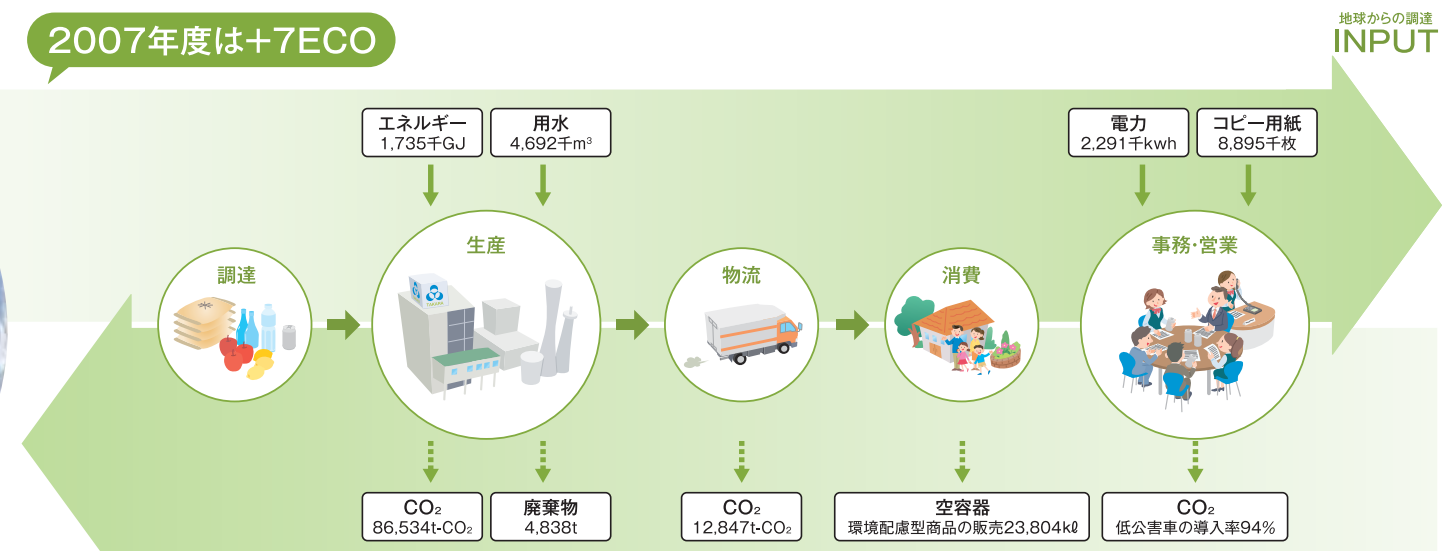 2007年度は+7ECO
地球からの調達
INPUT
エネルギー
1,735千GJ
用水
4,692千m³
電力
2,291千kwh
コピー用紙
8,895千枚
調達
生産
TAKARA
物流
消費
事務・営業
CO₂
86,534t-CO₂
廃棄物
4,838t
CO₂
12,847t-CO₂
空容器
環境配慮型商品の販売23,804kℓ
CO₂
低公害車の導入率94%